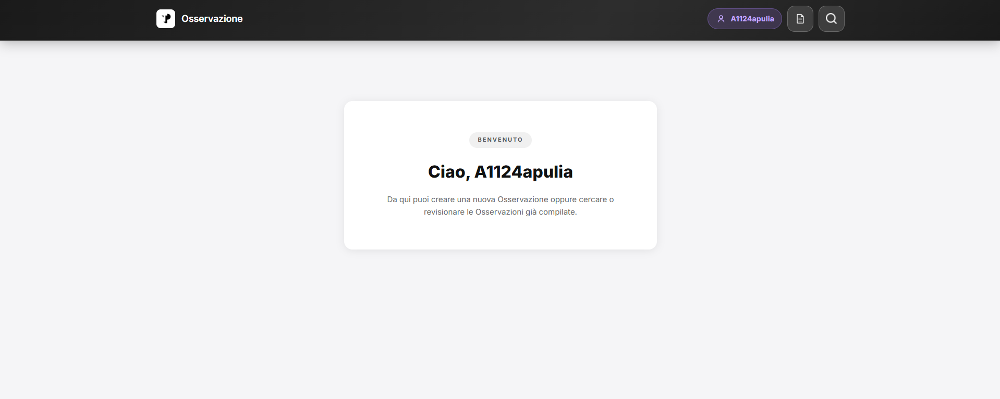 Osservazione
A1124apulia
BENVENUTO
Ciao, A1124apulia
Da qui puoi creare una nuova Osservazione oppure cercare o
revisionare le Osservazioni già compilate.